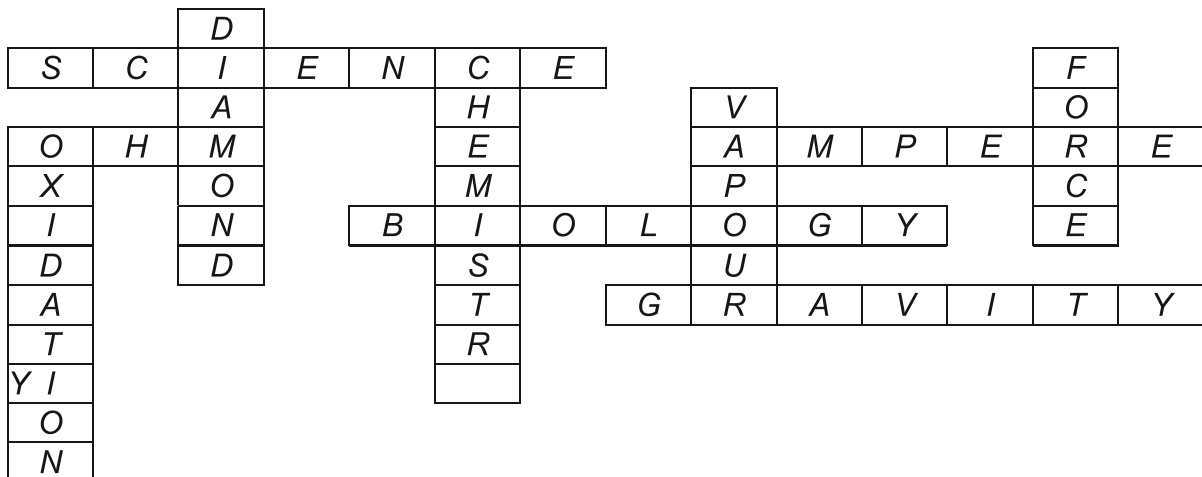 D
S C I E N C E F
A H V O
O H M E A M P E R E
X O M P C
I N B I O L O G Y E
D D S U
A T G R A V I T Y
T R
Y I
O
N